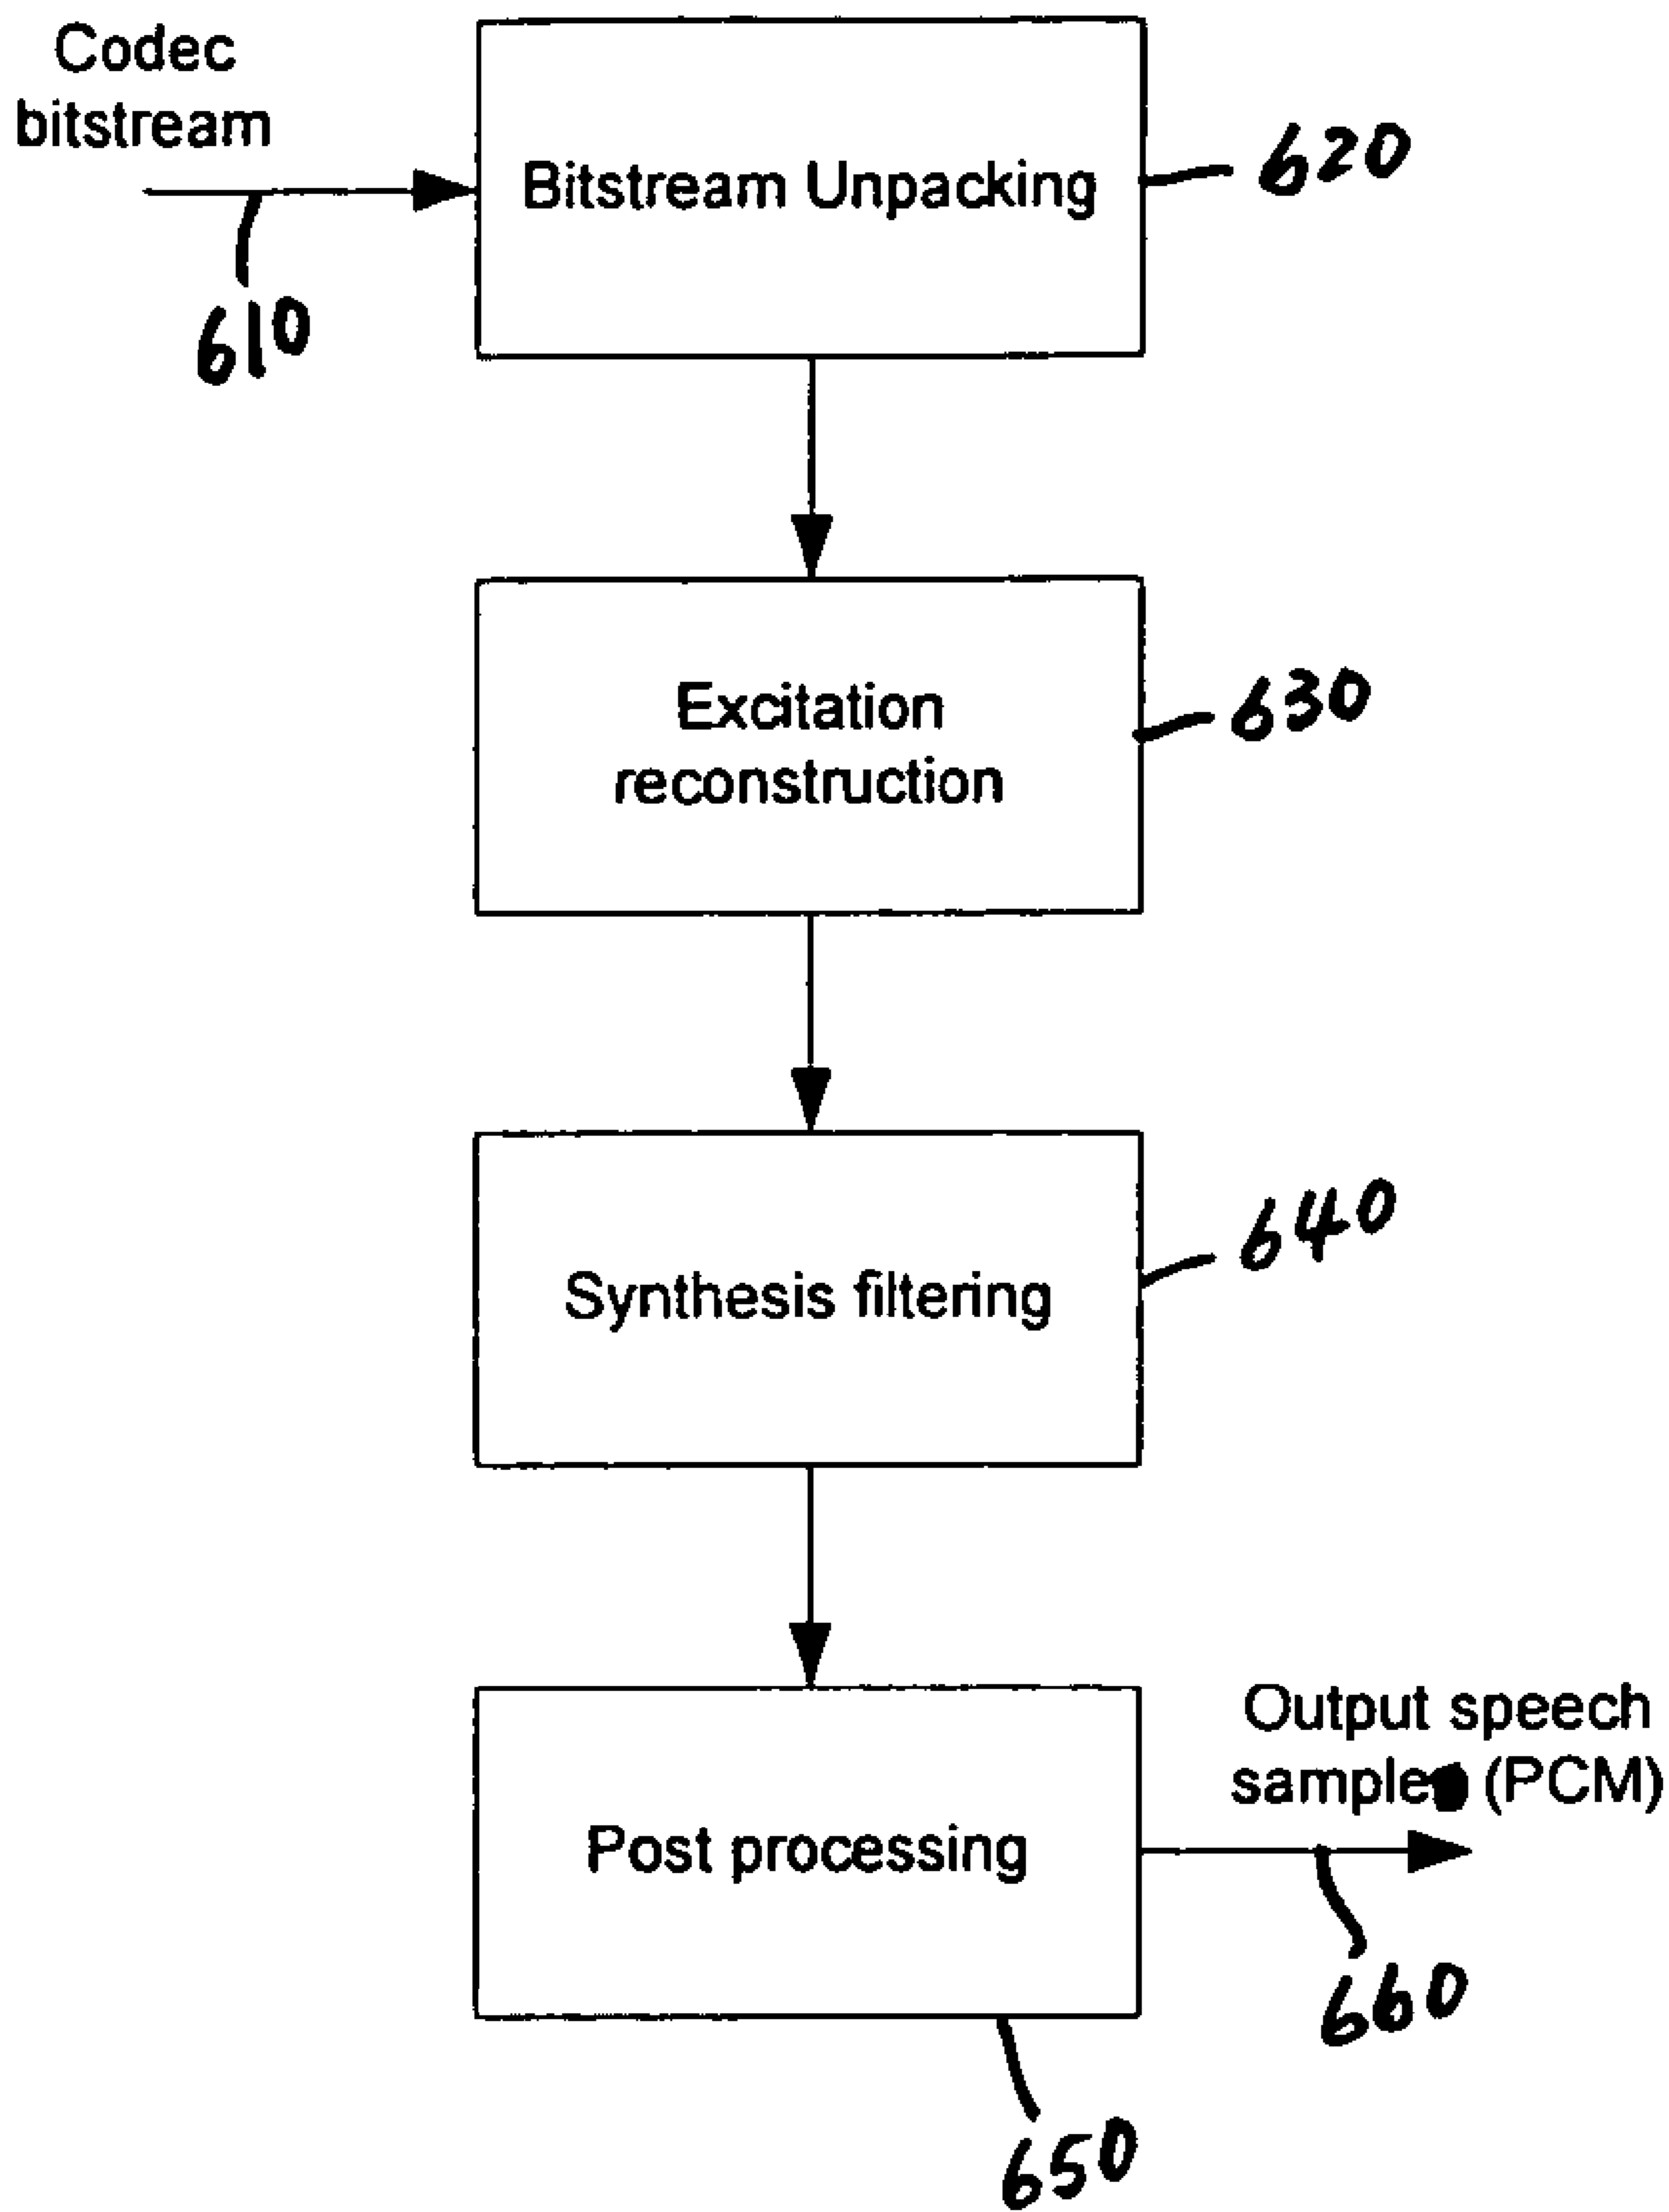 Codec
bitstream
610
Bitstream Unpacking
620
Excitation
reconstruction
630
Synthesis filtering
640
Output speech
(PCM)
Post processing
660
650